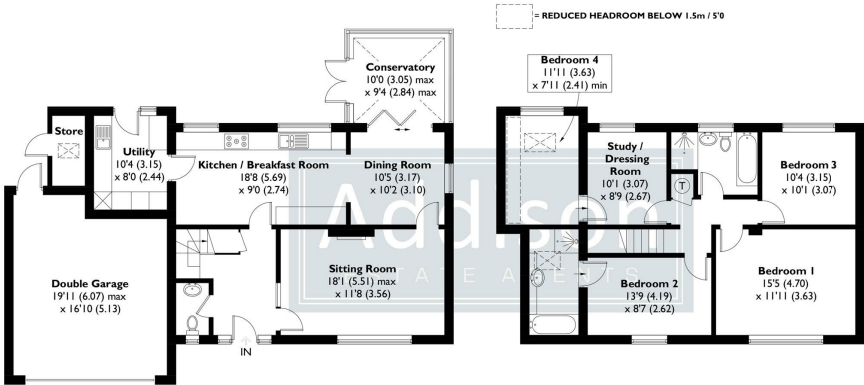 = REDUCED HEADROOM BELOW 1.5m / 5'0
Conservatory
10'0 (3.05) max
x 9'4 (2.84) max
Store
Utility
10'4 (3.15)
x 8'0 (2.44)
Kitchen / Breakfast Room
18'8 (5.69)
x 9'0 (2.74)
Dining Room
10'5 (3.17)
x 10'2 (3.10)
Double Garage
19'11 (6.07) max
x 16'10 (5.13)
Sitting Room
18'1 (5.51) max
x 11'8 (3.56)
IN
Bedroom 4
11'11 (3.63)
x 7'11 (2.41) min
Study /
Dressing
Room
10'1 (3.07)
x 8'9 (2.67)
T
Bedroom 3
10'4 (3.15)
x 10'1 (3.07)
Bedroom 2
13'9 (4.19)
x 8'7 (2.62)
Bedroom 1
15'5 (4.70)
x 11'11 (3.63)
Addison
ESTATE AGENTS